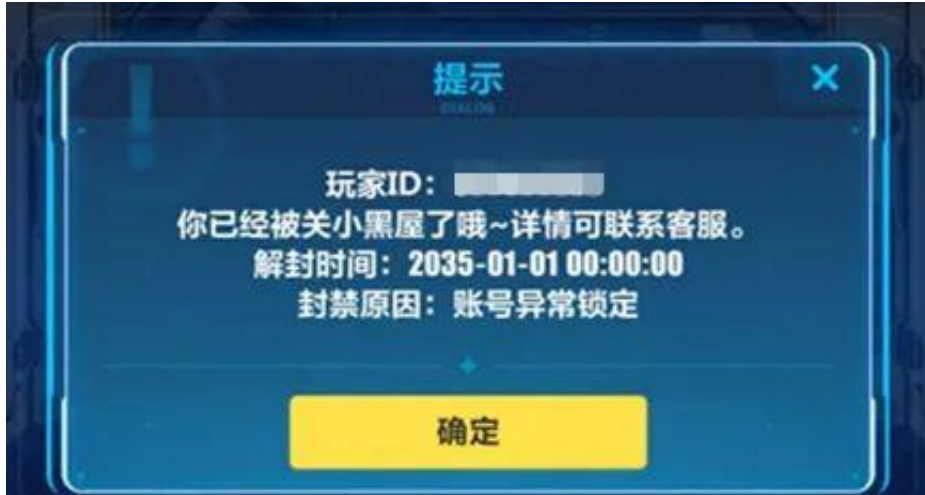 提示
DIALOG
玩家ID：
你已经被关小黑屋了哦~详情可联系客服。
解封时间：2035-01-01 00:00:00
封禁原因：账号异常锁定
确定